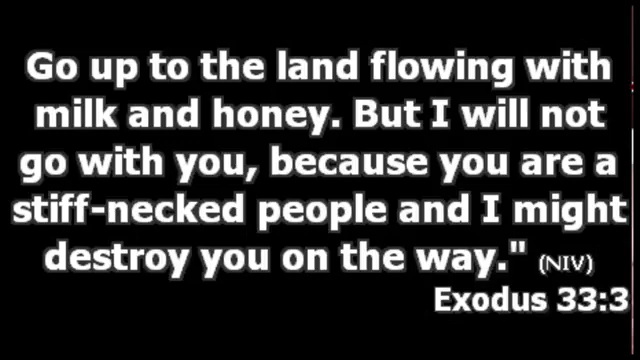 Go up to the land flowing with
milk and honey. But I will not
go with you, because you are a
stiff-necked people and I might
destroy you on the way." (NIV)
Exodus 33:3